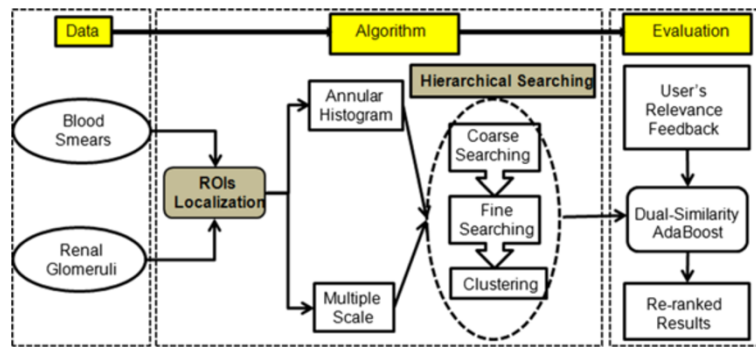 Data
Algorithm
Evaluation
Blood
Smears
Renal
Glomeruli
ROIs
Localization
Annular
Histogram
Multiple
Scale
Hierarchical Searching
Coarse
Searching
Fine
Searching
Clustering
User's
Relevance
Feedback
Dual-Similarity
AdaBoost
Re-ranked
Results